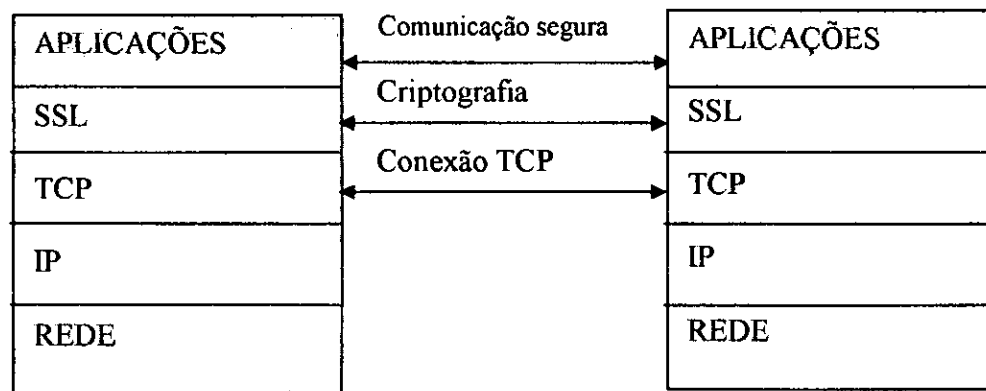 APLICAÇÕES
SSL
TCP
IP
REDE
Comunicação segura
Criptografia
Conexão TCP
APLICAÇÕES
SSL
TCP
IP
REDE